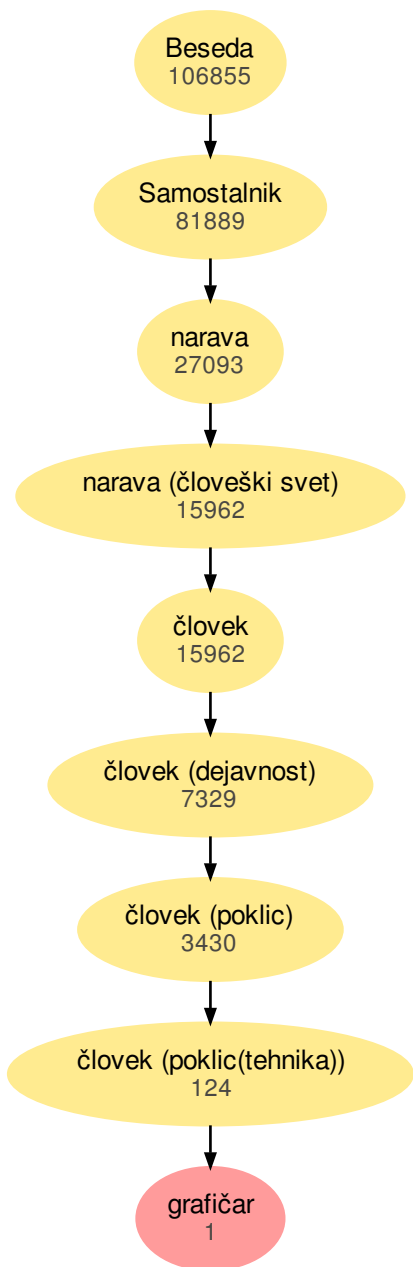 Beseda
106855
Samostalnik
81889
narava
27093
narava (človeški svet)
15962
človek
15962
človek (dejavnost)
7329
človek (poklic)
3430
človek (poklic(tehnika))
124
grafičar
1